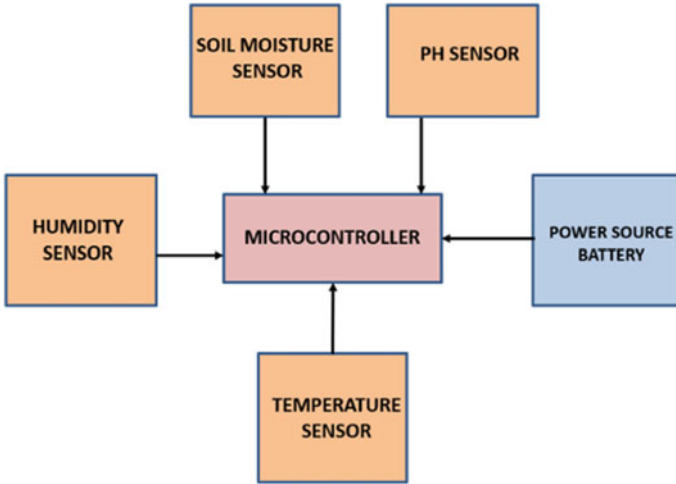 SOIL MOISTURE
SENSOR
PH SENSOR
HUMIDITY
SENSOR
MICROCONTROLLER
POWER SOURCE
BATTERY
TEMPERATURE
SENSOR